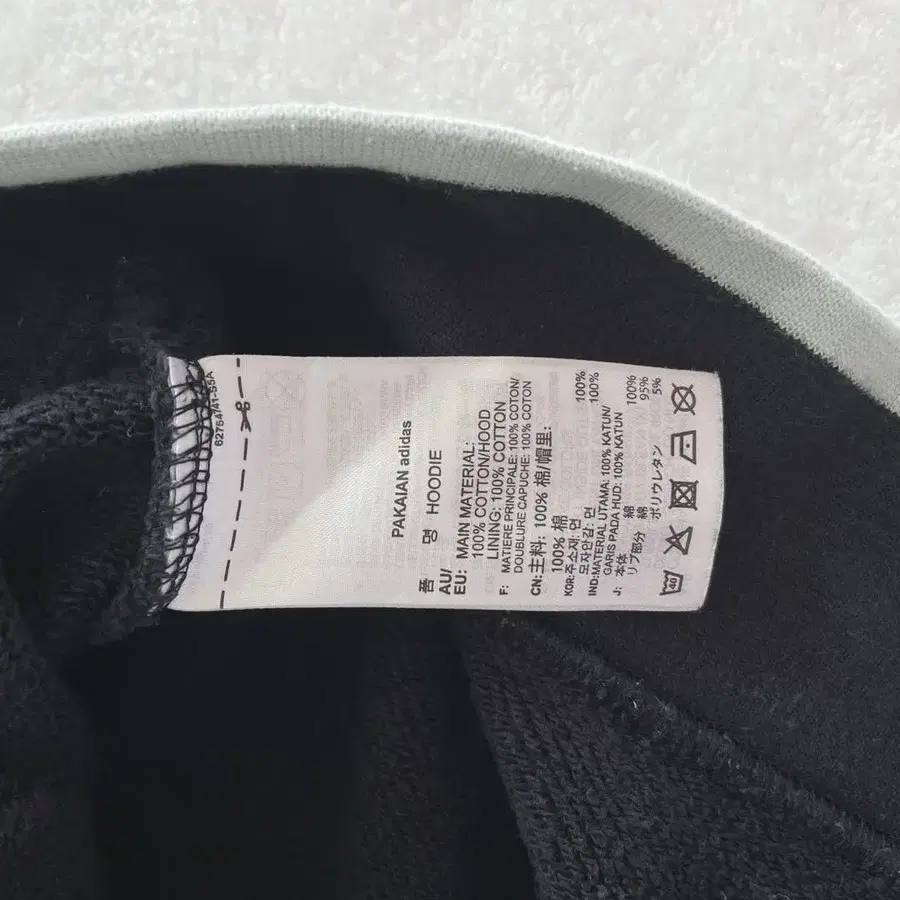 62754/41-S5A
PAKAIAN adidas
품 명 HOODIE
AU/
EU: MAIN MATERIAL:
100% COTTON/HOOD
LINING: 100% COTTON
F: MATIERE PRINCIPALE: 100% COTON/
DOUBLURE CAPUCHE: 100% COTON
CN: 主料: 100% 棉/帽里:
100% 棉
KOR: 주소재: 면 100%
모자안감: 면 100%
IND: MATERIAL UTAMA: 100% KATUN/
GARIS PADA HUD: 100% KATUN
J: 本体 綿 100%
リブ部分 綿 95%
ポリウレタン 5%
40